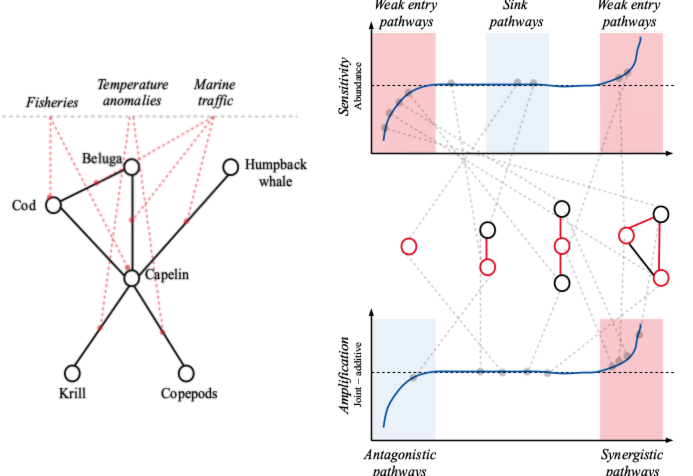 Weak entry
pathways
Sink
pathways
Weak entry
pathways
Sensitivity
Abundance
Temperature
anomalies
Marine
traffic
Fisheries
Beluga
Humpback
whale
Cod
Capelin
Krill
Copepods
Amplification
Joint − additive
Antagonistic
pathways
Synergistic
pathways